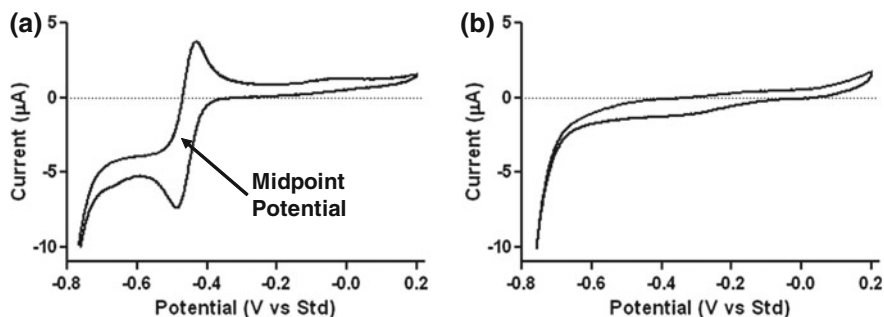 (a)
5
0
-5
-10
Current (µA)
Midpoint
Potential
-0.8 -0.6 -0.4 -0.2 -0.0 0.2
Potential (V vs Std)
(b)
5
0
-5
-10
Current (µA)
-0.8 -0.6 -0.4 -0.2 0.0 0.2
Potential (V vs Std)